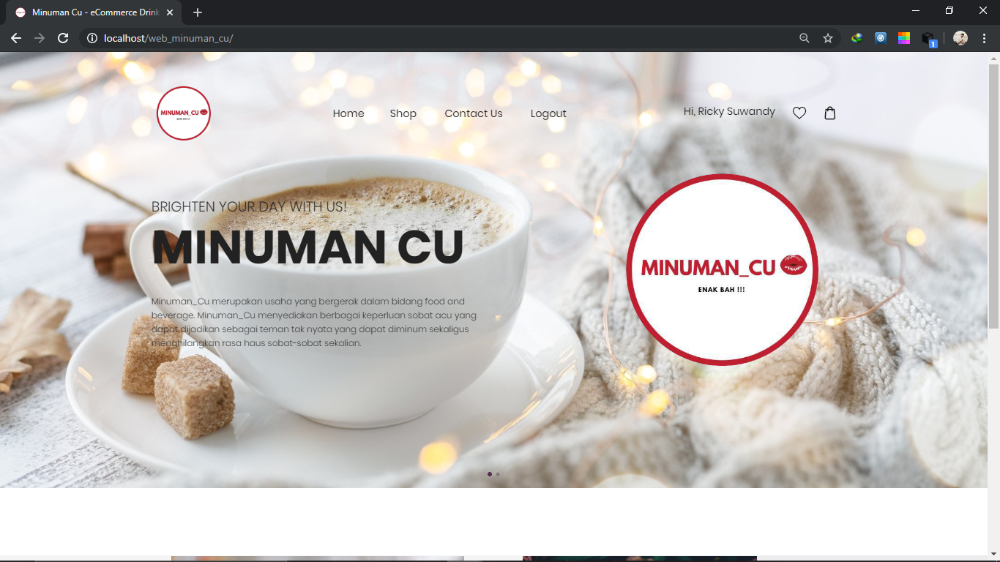 Minuman Cu - eCommerce Drink
localhost/web_minuman_cu/
1
MINUMAN_CU
ENAK BAH !!!
Home Shop Contact Us Logout
Hi, Ricky Suwandy
BRIGHTEN YOUR DAY WITH US!
MINUMAN CU
Minuman_Cu merupakan usaha yang bergerak dalam bidang food and
beverage. Minuman_Cu menyediakan berbagai keperluan sobat acu yang
dapat dijadikan sebagai teman tak nyata yang dapat diminum sekaligus
menghilangkan rasa haus sobat-sobat sekalian.
MINUMAN_CU
ENAK BAH !!!